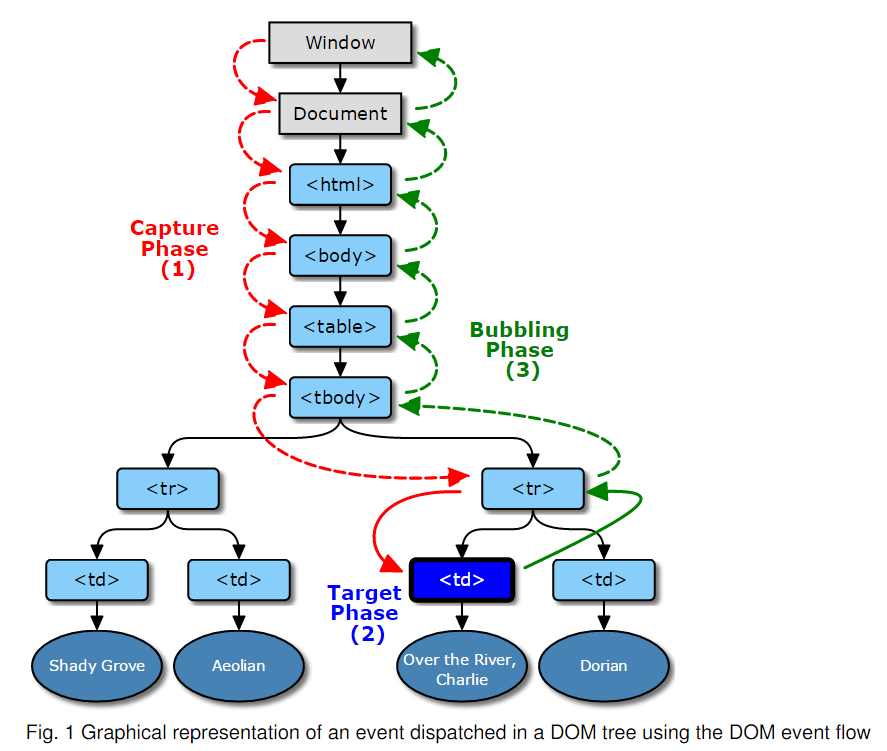 Window
Document
<html>
Capture
Phase
(1)
<body>
<table>
Bubbling
Phase
(3)
<tbody>
<tr>
<tr>
<td>
<td>
Target
Phase
(2)
<td>
<td>
Shady Grove
Aeolian
Over the River,
Charlie
Dorian
Fig. 1 Graphical representation of an event dispatched in a DOM tree using the DOM event flow